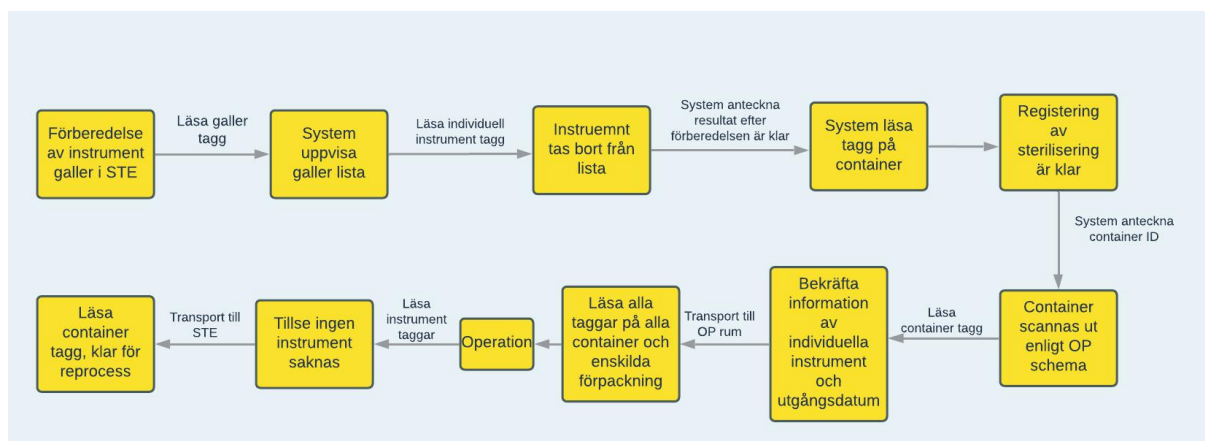 Förberedelse
av instrument
galler i STE
Läsa galler
tagg
System
uppvisa
galler lista
Läsa individuell
instrument tagg
Instruemnt
tas bort från
lista
System anteckna
resultat efter
förberedelsen är klar
System läsa
tagg på
container
Registering
av
sterilisering
är klar
System anteckna
container ID
Container
scannas ut
enligt OP
schema
Läsa
container tagg
Bekräfta
information
av
individuella
instrument
och
utgångsdatum
Transport till
OP rum
Läsa alla
taggar på alla
container och
enskilda
förpackning
Operation
Läsa
instrument
taggar
Tillse ingen
instrument
saknas
Transport till
STE
Läsa
container
tagg, klar för
reprocess